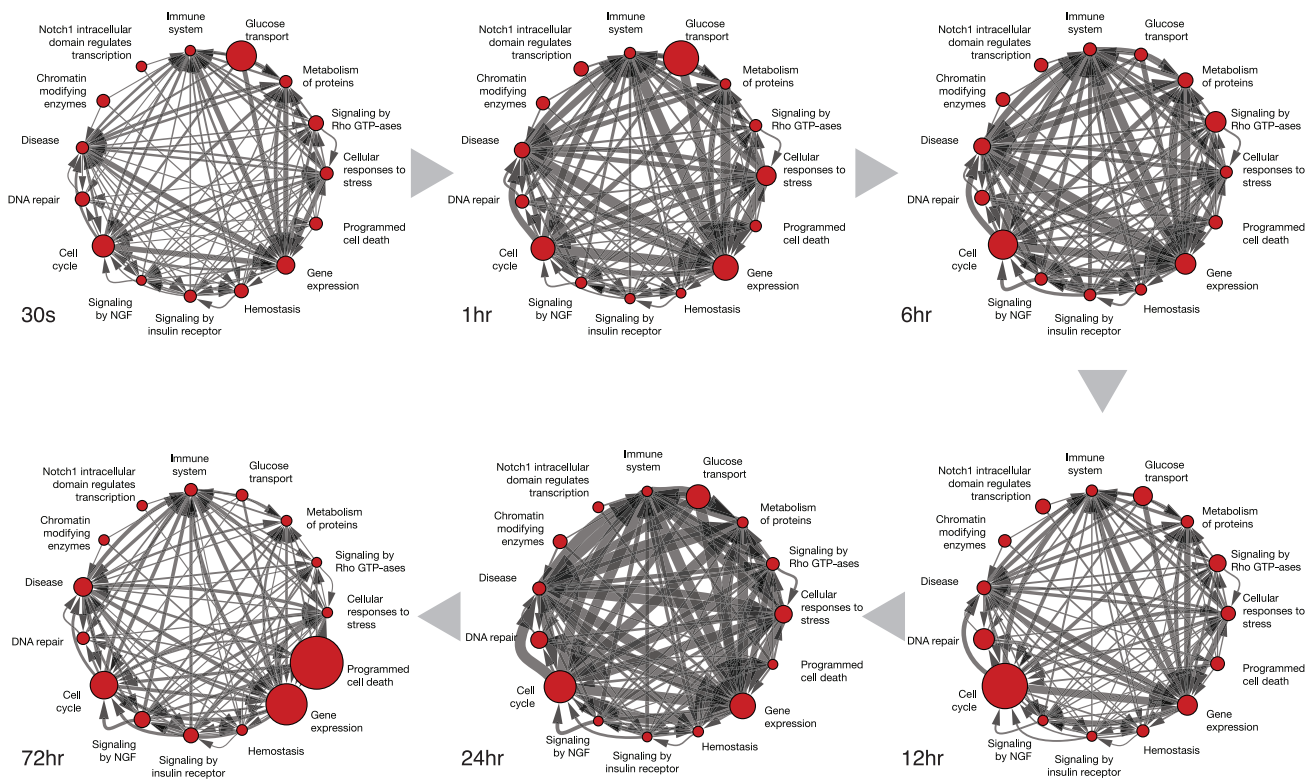 Immune
system
Glucose
transport
Notch1 intracellular
domain regulates
transcription
Metabolism
of proteins
Chromatin
modifying
enzymes
Signaling by
Rho GTP-ases
Disease
Cellular
responses to
stress
DNA repair
Programmed
cell death
Cell
cycle
Gene
expression
Signaling
by NGF
Hemostasis
Signaling by
insulin receptor
30s
Immune
system
Glucose
transport
Notch1 intracellular
domain regulates
transcription
Metabolism
of proteins
Chromatin
modifying
enzymes
Signaling by
Rho GTP-ases
Disease
Cellular
responses to
stress
DNA repair
Programmed
cell death
Cell
cycle
Gene
expression
Signaling
by NGF
Hemostasis
Signaling by
insulin receptor
1hr
Immune
system
Glucose
transport
Notch1 intracellular
domain regulates
transcription
Metabolism
of proteins
Chromatin
modifying
enzymes
Signaling by
Rho GTP-ases
Disease
Cellular
responses to
stress
DNA repair
Programmed
cell death
Cell
cycle
Gene
expression
Signaling
by NGF
Hemostasis
Signaling by
insulin receptor
6hr
Immune
system
Glucose
transport
Notch1 intracellular
domain regulates
transcription
Metabolism
of proteins
Chromatin
modifying
enzymes
Signaling by
Rho GTP-ases
Disease
Cellular
responses to
stress
DNA repair
Programmed
cell death
Cell
cycle
Gene
expression
Signaling
by NGF
Hemostasis
Signaling by
insulin receptor
72hr
Immune
system
Glucose
transport
Notch1 intracellular
domain regulates
transcription
Metabolism
of proteins
Chromatin
modifying
enzymes
Signaling by
Rho GTP-ases
Disease
Cellular
responses to
stress
DNA repair
Programmed
cell death
Cell
cycle
Gene
expression
Signaling
by NGF
Hemostasis
Signaling by
insulin receptor
24hr
Immune
system
Glucose
transport
Notch1 intracellular
domain regulates
transcription
Metabolism
of proteins
Chromatin
modifying
enzymes
Signaling by
Rho GTP-ases
Disease
Cellular
responses to
stress
DNA repair
Programmed
cell death
Cell
cycle
Gene
expression
Signaling
by NGF
Hemostasis
Signaling by
insulin receptor
12hr